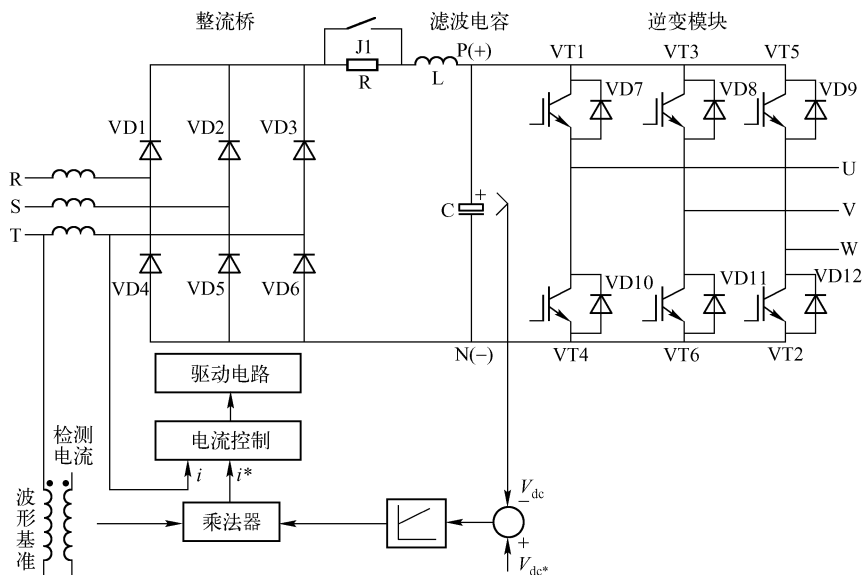 整流桥
滤波电容
逆变模块
J1
R
L
P(+)
VT1
VT3
VT5
VD7
VD8
VD9
VD1
VD2
VD3
R
S
T
C
+
U
V
W
VD4
VD5
VD6
VD10
VD11
VD12
N(−)
VT4
VT6
VT2
驱动电路
电流控制
检测
电流
i
i*
波形基准
乘法器
Vdc
−
+
Vdc*